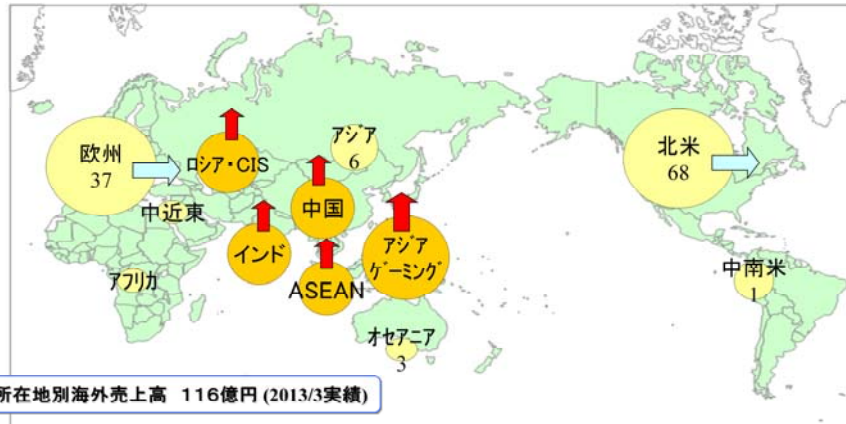 欧州
37
ロシア・CIS
アジア
6
北米
68
中近東
中国
インド
アジア
ゲーミング
ASEAN
アフリカ
中南米
1
オセアニア
3
所在地別海外売上高 116億円 (2013/3実績)